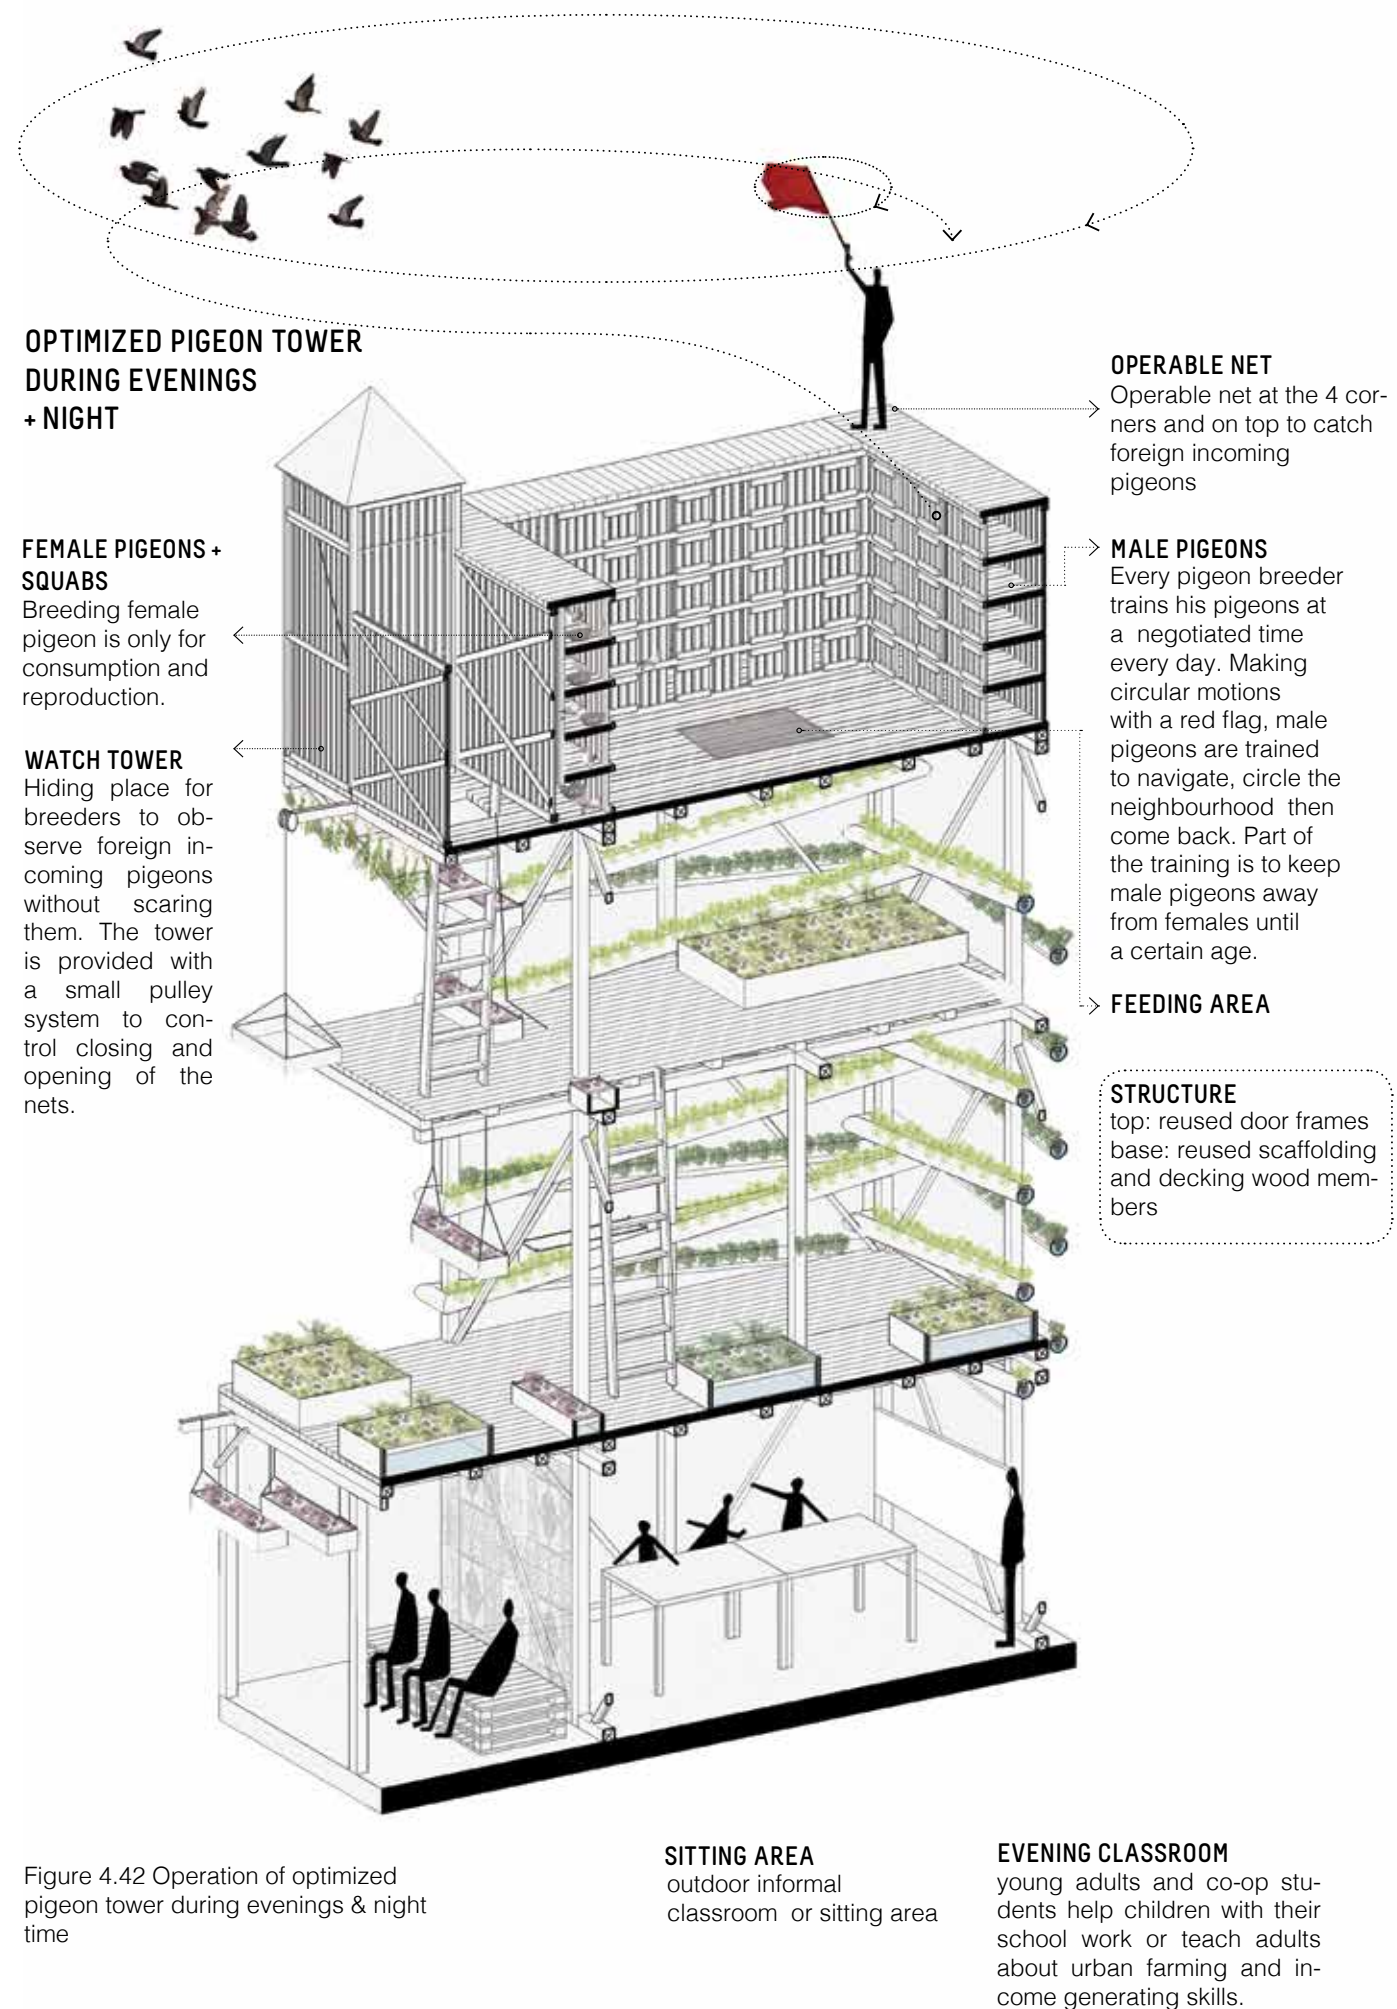 OPTIMIZED PIGEON TOWER
DURING EVENINGS
+ NIGHT
FEMALE PIGEONS +
SQUABS
Breeding female
pigeon is only for
consumption and
reproduction.
WATCH TOWER
Hiding place for
breeders to ob-
serve foreign in-
coming pigeons
without scaring
them. The tower
is provided with
a small pulley
system to con-
trol closing and
opening of the
nets.
OPERABLE NET
Operable net at the 4 cor-
ners and on top to catch
foreign incoming
pigeons
MALE PIGEONS
Every pigeon breeder
trains his pigeons at
a negotiated time
every day. Making
circular motions
with a red flag, male
pigeons are trained
to navigate, circle the
neighbourhood then
come back. Part of
the training is to keep
male pigeons away
from females until
a certain age.
FEEDING AREA
STRUCTURE
top: reused door frames
base: reused scaffolding
and decking wood mem-
bers
Figure 4.42 Operation of optimized
pigeon tower during evenings & night
time
SITTING AREA
outdoor informal
classroom or sitting area
EVENING CLASSROOM
young adults and co-op stu-
dents help children with their
school work or teach adults
about urban farming and in-
come generating skills.